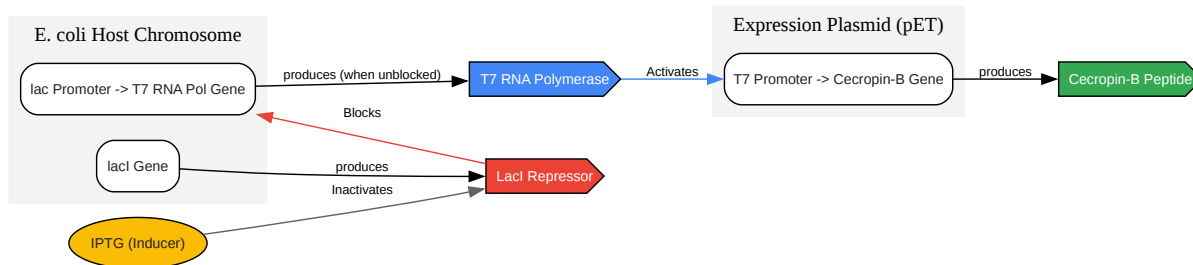 E. coli Host Chromosome
lac Promoter -> T7 RNA Pol Gene
produces (when unblocked)
T7 RNA Polymerase
Activates
Expression Plasmid (pET)
T7 Promoter -> Cecropin-B Gene
produces
Cecropin-B Peptide
Blocks
lacI Gene
produces
LacI Repressor
Inactivates
IPTG (Inducer)